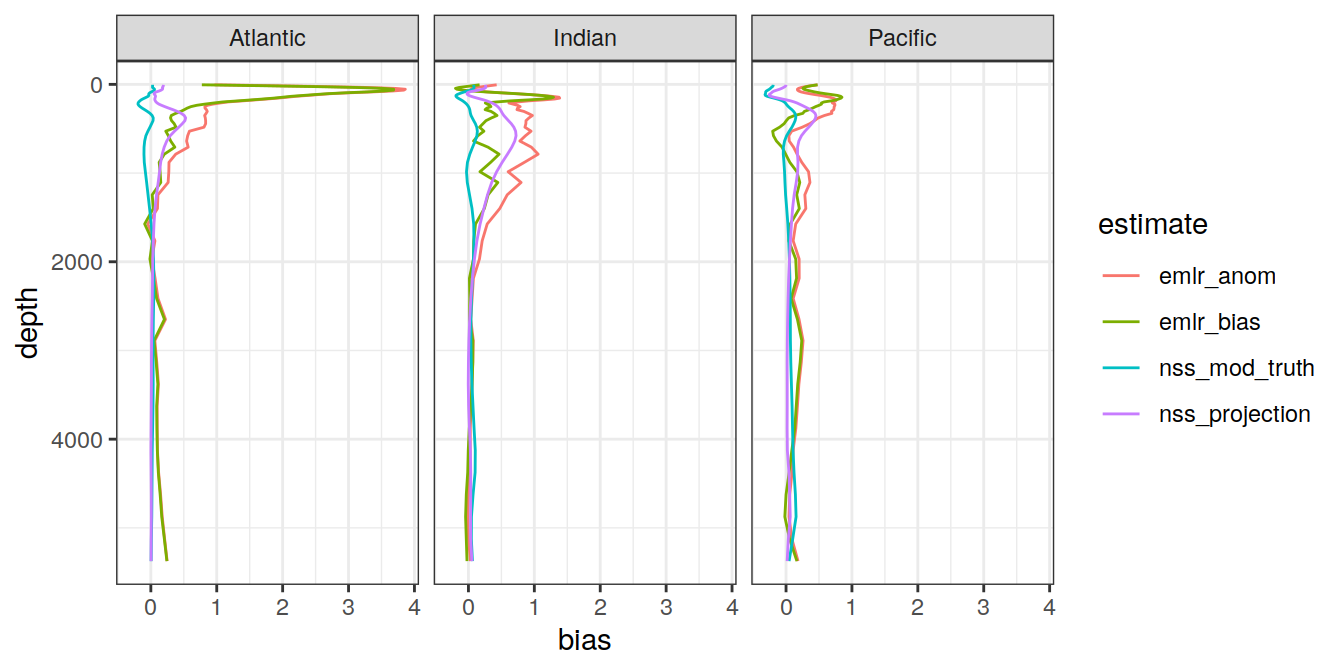 Atlantic Indian Pacific
0
2000
4000
depth
0 1 2 3 4 0 1 2 3 4 0 1 2 3 4
bias
estimate
emlr_anom
emlr_bias
nss_mod_truth
nss_projection